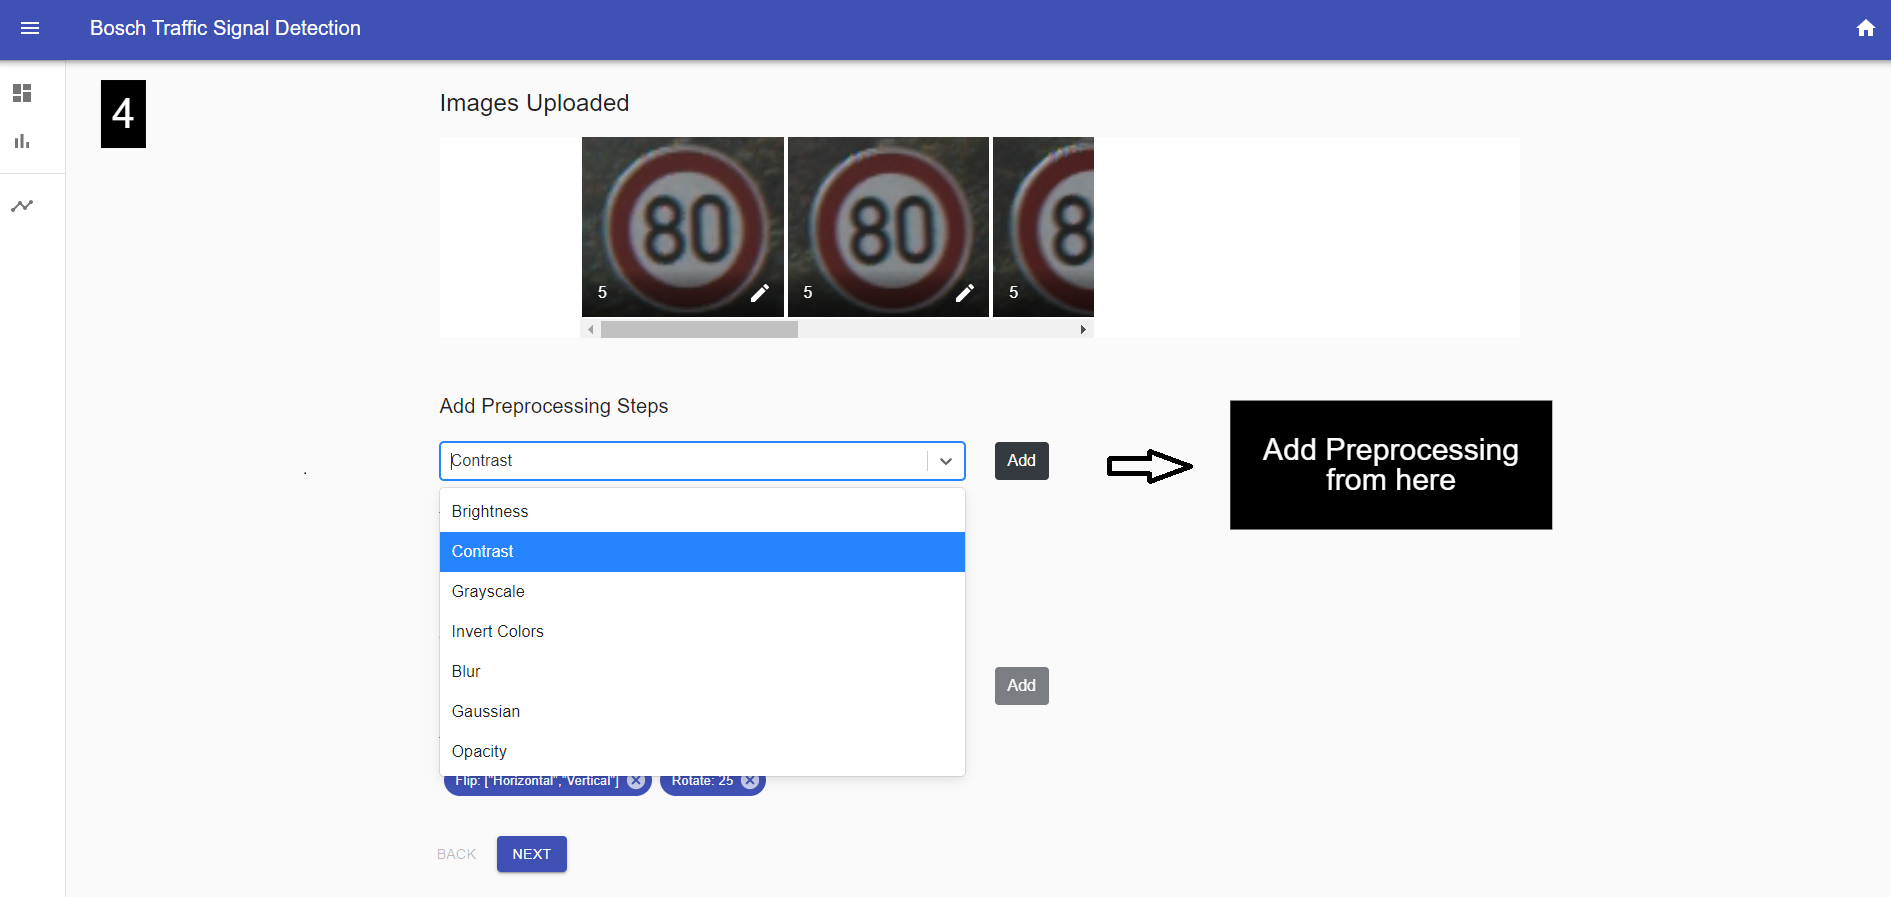 Bosch Traffic Signal Detection
4
Images Uploaded
80
80
8
5
5
5
Add Preprocessing Steps
Contrast
Add
Add Preprocessing
from here
Brightness
Contrast
Grayscale
Invert Colors
Blur
Gaussian
Opacity
Add
Flip: ["Horizontal","Vertical"]
Rotate: 25
BACK
NEXT